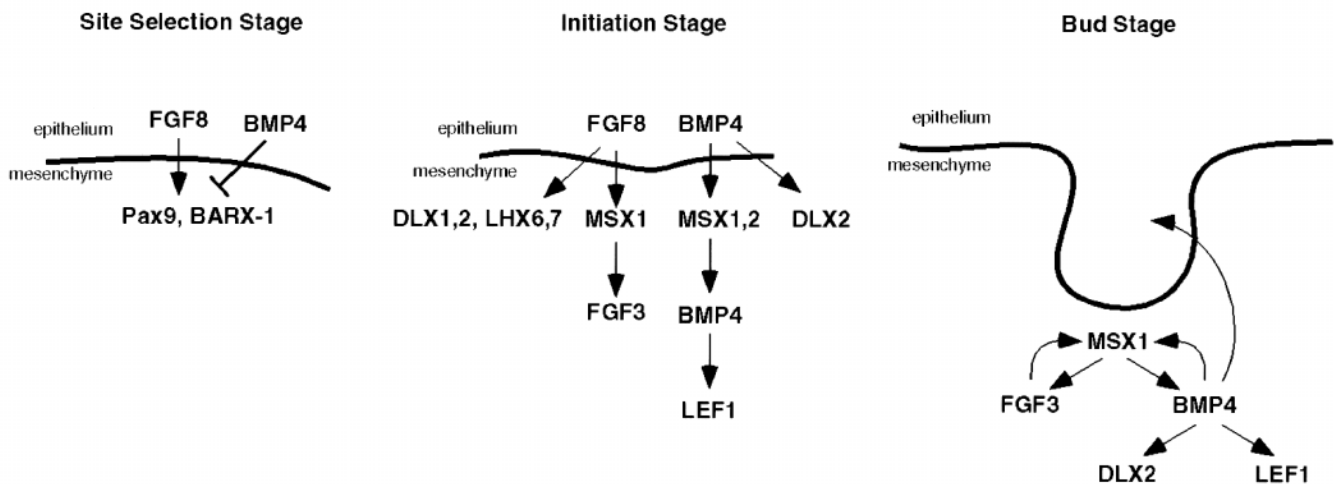 Site Selection Stage
Initiation Stage
Bud Stage
epithelium
FGF8
BMP4
mesenchyme
Pax9, BARX-1
epithelium
FGF8
BMP4
mesenchyme
DLX1,2, LHX6,7
MSX1
MSX1,2
DLX2
FGF3
BMP4
LEF1
epithelium
mesenchyme
MSX1
FGF3
BMP4
DLX2
LEF1